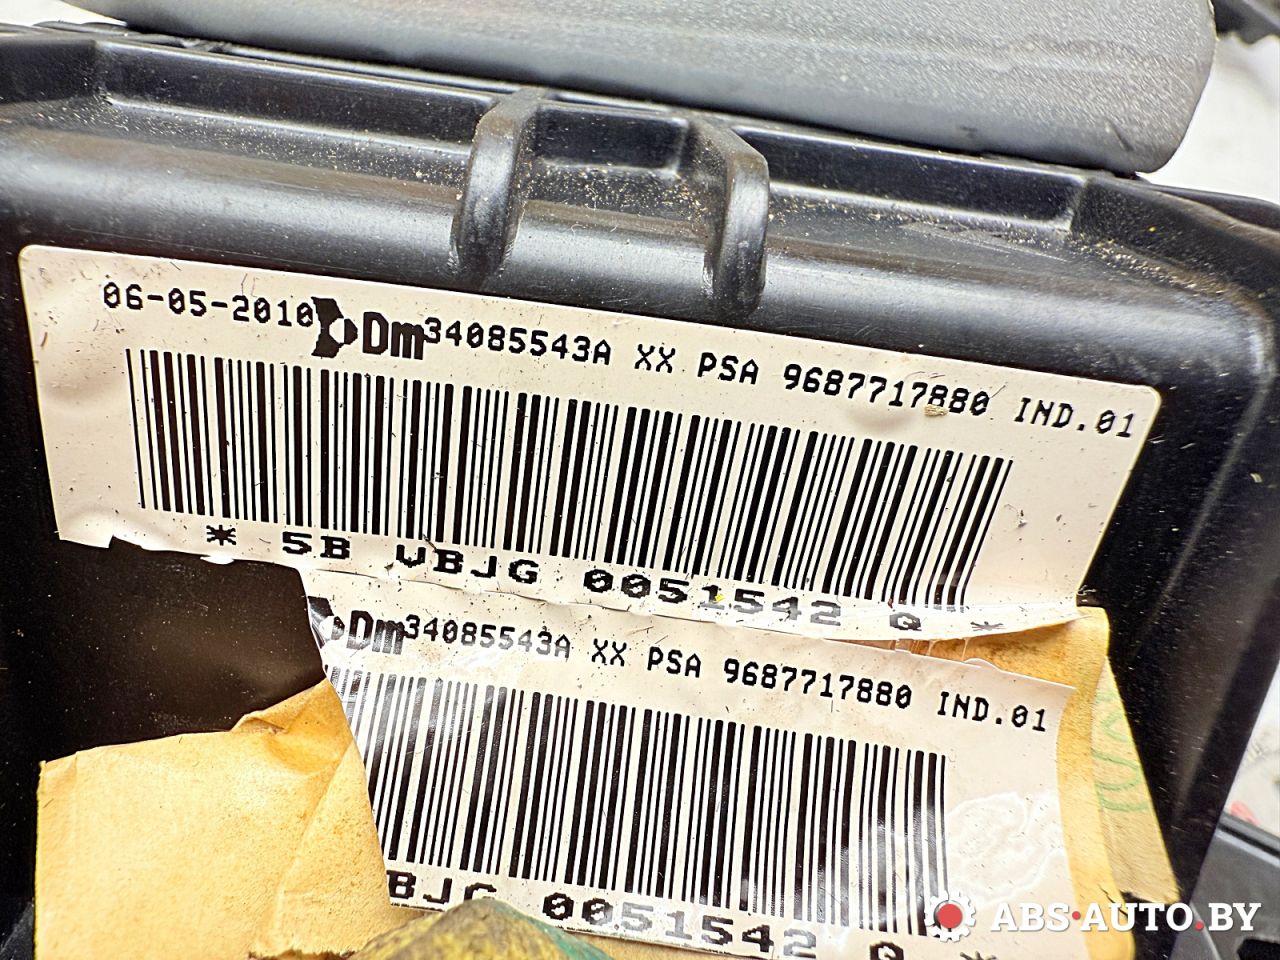 06-05-2010 Dm 34085543A XX PSA 9687717880 IND.01
* 5B VBJG 0051542 Q *
Dm 34085543A XX PSA 9687717880 IND.01
BJG 0051542 Q *
ABS-AUTO.BY